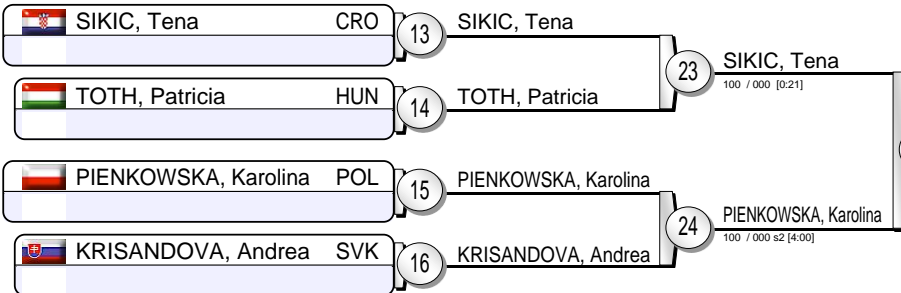 SIKIC, Tena CRO
13
SIKIC, Tena
23
SIKIC, Tena
100 / 000 [0:21]
TOTH, Patricia HUN
14
TOTH, Patricia
PIENKOWSKA, Karolina POL
15
PIENKOWSKA, Karolina
24
PIENKOWSKA, Karolina
100 / 000 s2 [4:00]
KRISANDOVA, Andrea SVK
16
KRISANDOVA, Andrea